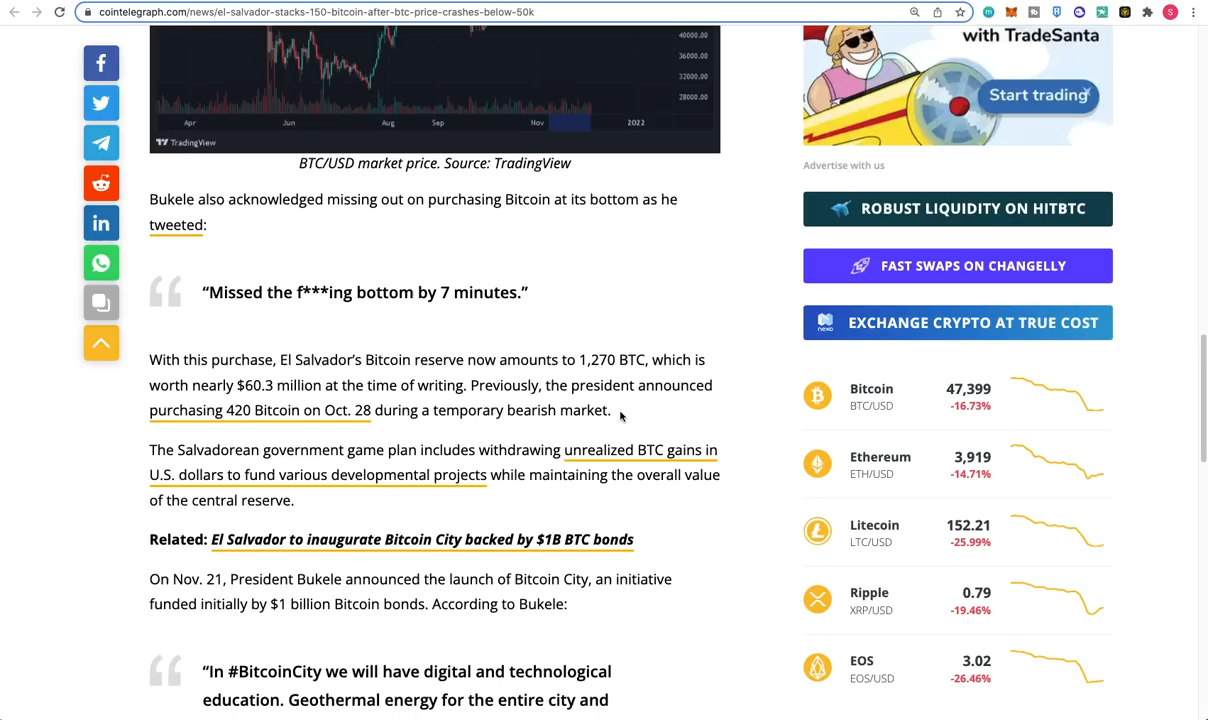 cointelegraph.com/news/el-salvador-stacks-150-bitcoin-after-btc-price-crashes-below-50k
S
40000.00
36000.00
32000.00
28000.00
Apr
Jun
Aug
Sep
Nov
2022
TradingView
BTC/USD market price. Source: TradingView
Bukele also acknowledged missing out on purchasing Bitcoin at its bottom as he
tweeted:
“Missed the f***ing bottom by 7 minutes.”
With this purchase, El Salvador’s Bitcoin reserve now amounts to 1,270 BTC, which is
worth nearly $60.3 million at the time of writing. Previously, the president announced
purchasing 420 Bitcoin on Oct. 28 during a temporary bearish market.
The Salvadorean government game plan includes withdrawing unrealized BTC gains in
U.S. dollars to fund various developmental projects while maintaining the overall value
of the central reserve.
Related: El Salvador to inaugurate Bitcoin City backed by $1B BTC bonds
On Nov. 21, President Bukele announced the launch of Bitcoin City, an initiative
funded initially by $1 billion Bitcoin bonds. According to Bukele:
“In #BitcoinCity we will have digital and technological
education. Geothermal energy for the entire city and
with TradeSanta
Start trading
Advertise with us
ROBUST LIQUIDITY ON HITBTC
FAST SWAPS ON CHANGELLY
nexo
EXCHANGE CRYPTO AT TRUE COST
Bitcoin 47,399
BTC/USD -16.73%
Ethereum 3,919
ETH/USD -14.71%
Litecoin 152.21
LTC/USD -25.99%
Ripple 0.79
XRP/USD -19.46%
EOS 3.02
EOS/USD -26.46%